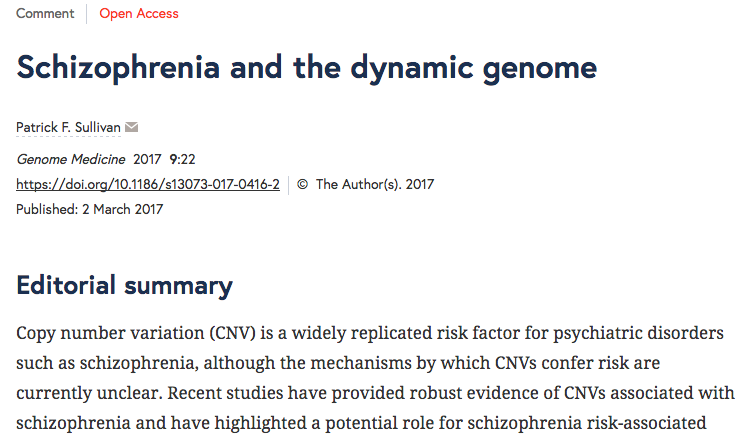 Comment Open Access
Schizophrenia and the dynamic genome
Patrick F. Sullivan
Genome Medicine 2017 9:22
https://doi.org/10.1186/s13073-017-0416-2 © The Author(s). 2017
Published: 2 March 2017
Editorial summary
Copy number variation (CNV) is a widely replicated risk factor for psychiatric disorders
such as schizophrenia, although the mechanisms by which CNVs confer risk are
currently unclear. Recent studies have provided robust evidence of CNVs associated with
schizophrenia and have highlighted a potential role for schizophrenia risk-associated